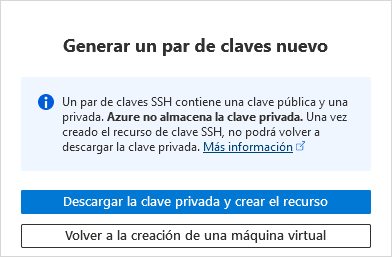 Generar un par de claves nuevo
Un par de claves SSH contiene una clave pública y una
privada. Azure no almacena la clave privada. Una vez
creado el recurso de clave SSH, no podrá volver a
descargar la clave privada. Más información
Descargar la clave privada y crear el recurso
Volver a la creación de una máquina virtual